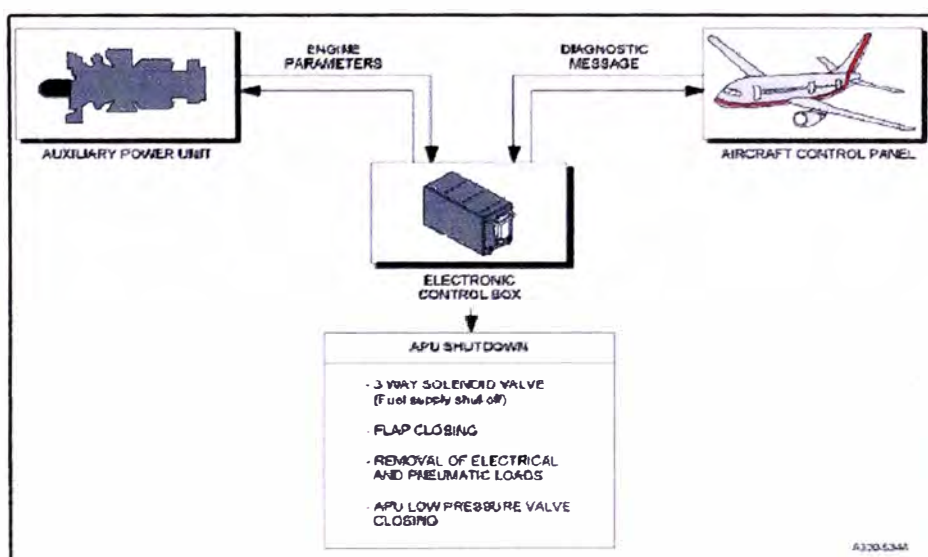 ENGINE
PARAMETERS
DIAGNOSTIC
MESSAGE
AUXILIARY POWER UNIT
AIRCRAFT CONTROL PANEL
ELECTRONIC
CONTROL BOX
APU SHUTDOWN
- 3 WAY SOLENOID VALVE
(Fuel supply shut off)
- FLAP CLOSING
- REMOVAL OF ELECTRICAL
AND PNEUMATIC LOADS
- APU LOW PRESSURE VALVE
CLOSING